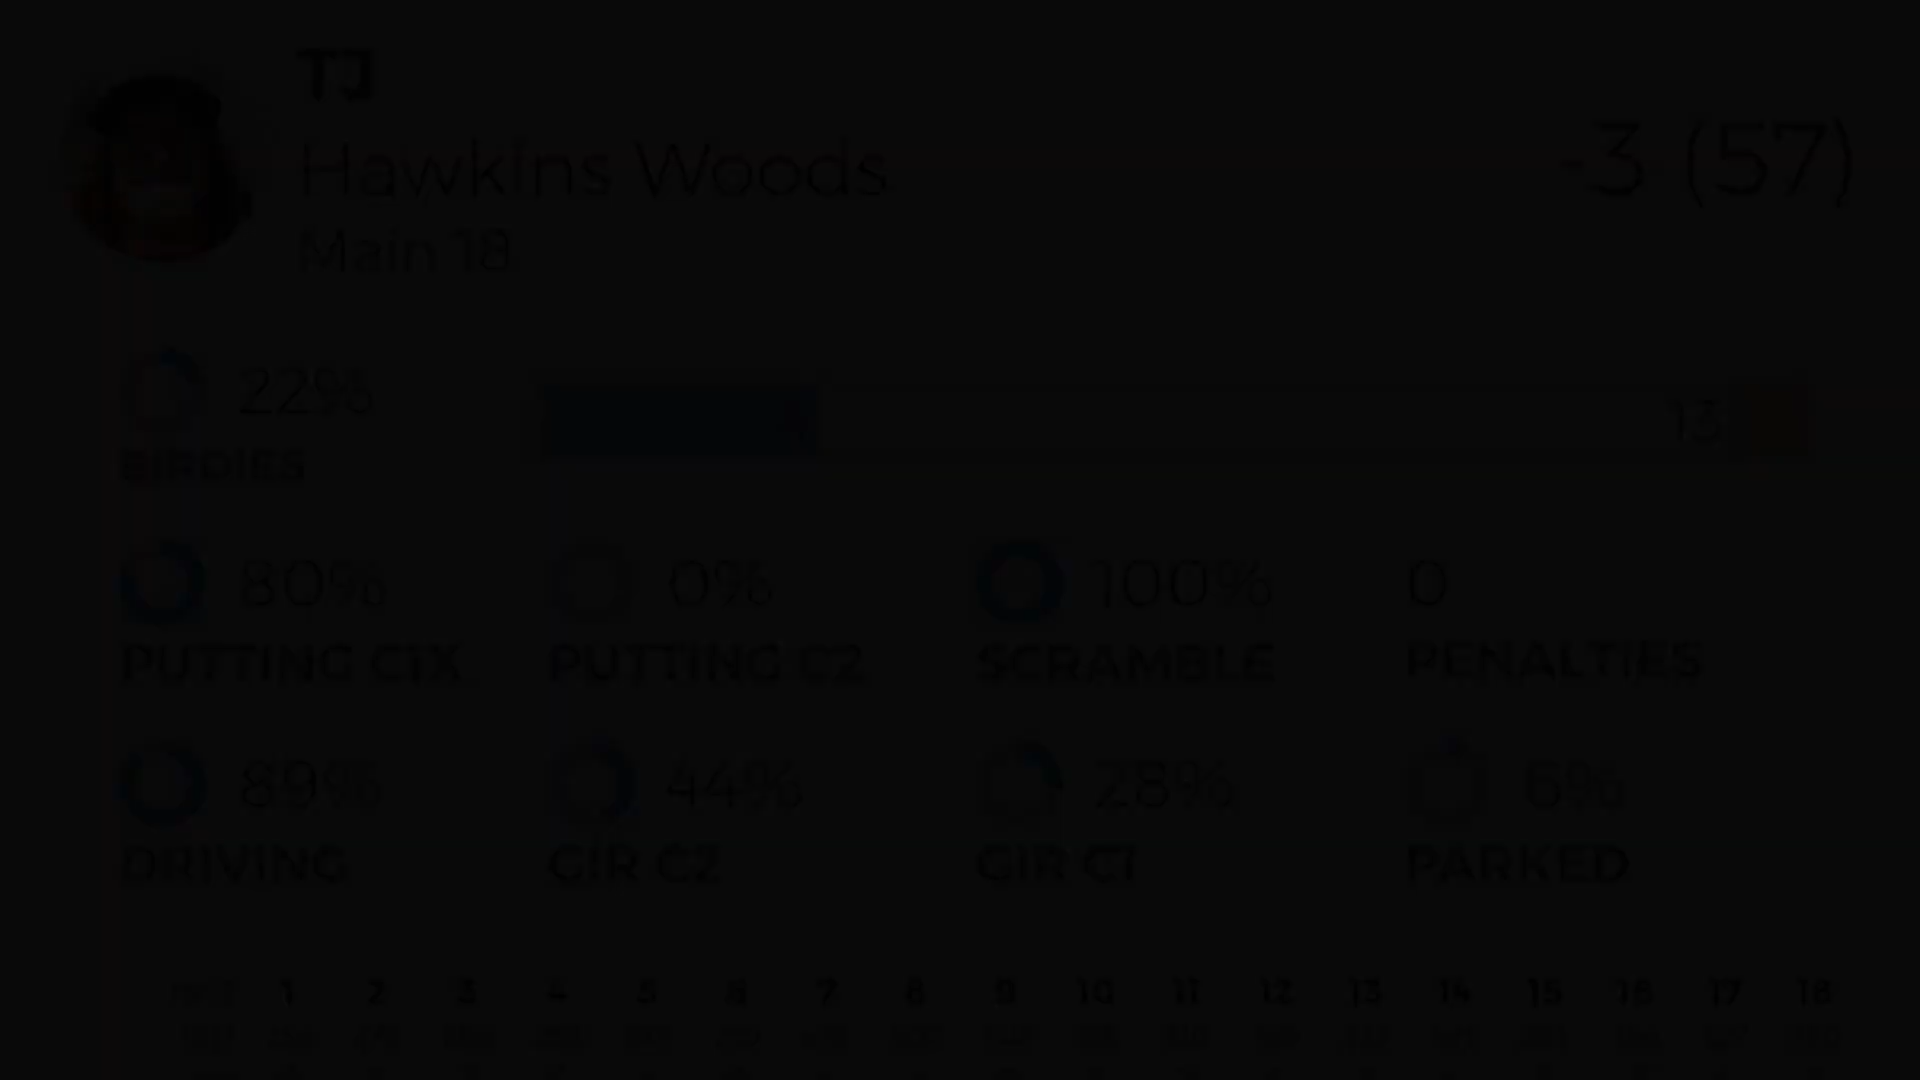 TJ
Hawkins Woods
-3 (57)
Main 18
22%
13
BIRDIES
80% 0% 100% 0
PUTTING C1X PUTTING C2 SCRAMBLE PENALTIES
89% 44% 28% 6%
DRIVING CIR C2 CIR C1 PARKED
1 2 3 4 5 6 7 8 9 10 11 12 13 14 15 16 17 18